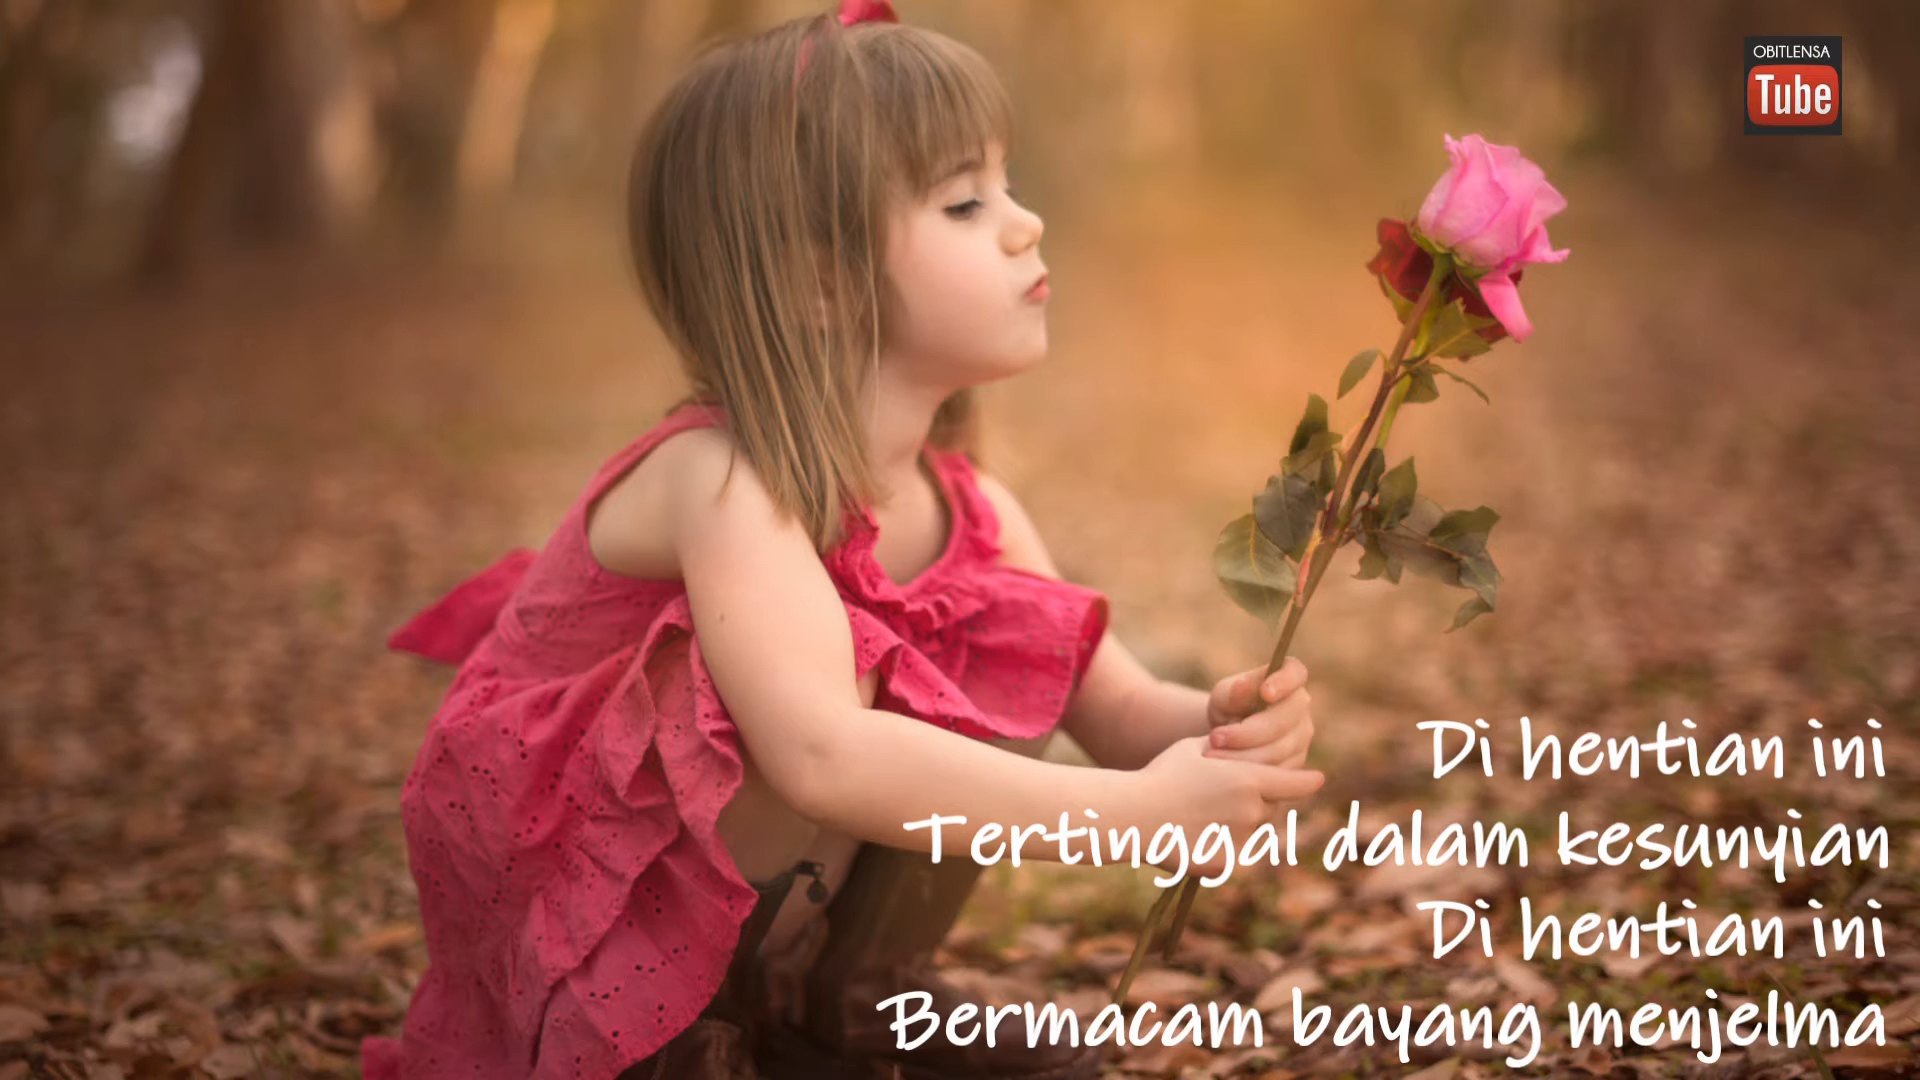 OBITLENSA
Tube
Di hentian ini
Tertinggal dalam kesunyian
Di hentian ini
Bermacam bayang menjelma